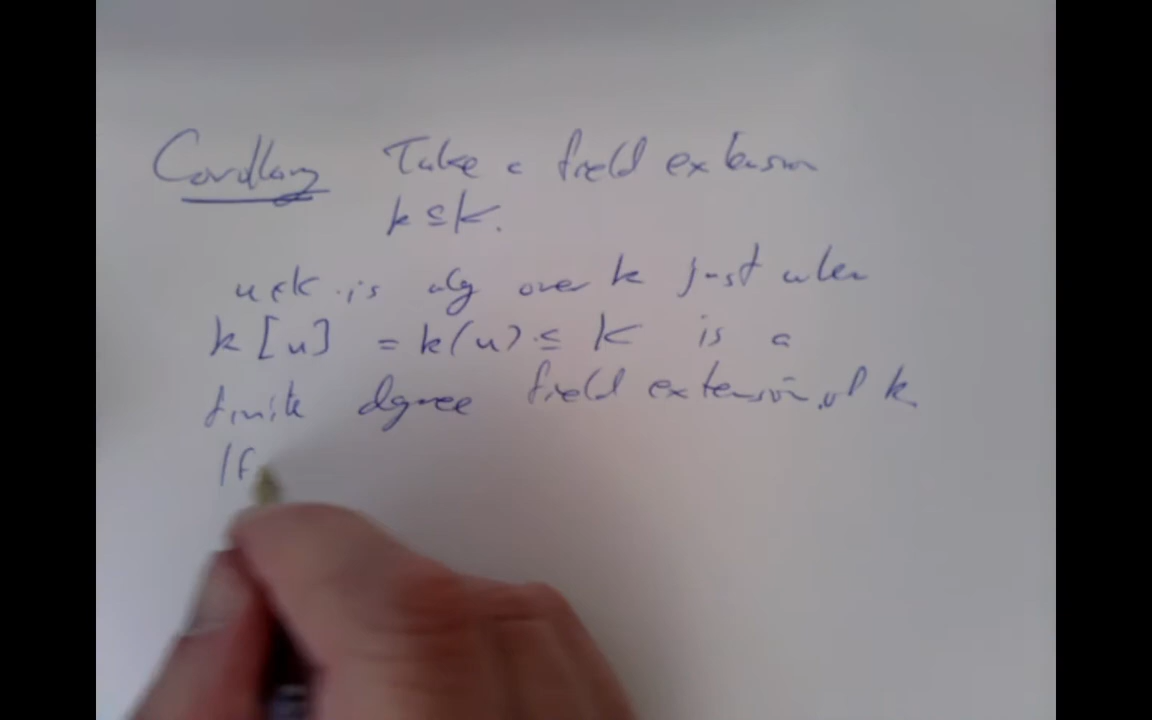 Corollary Take a field extension
k ≤ K.
u ∈ K is alg over k just when
k[u] = k(u) ≤ K is a
finite degree field extension of k
If